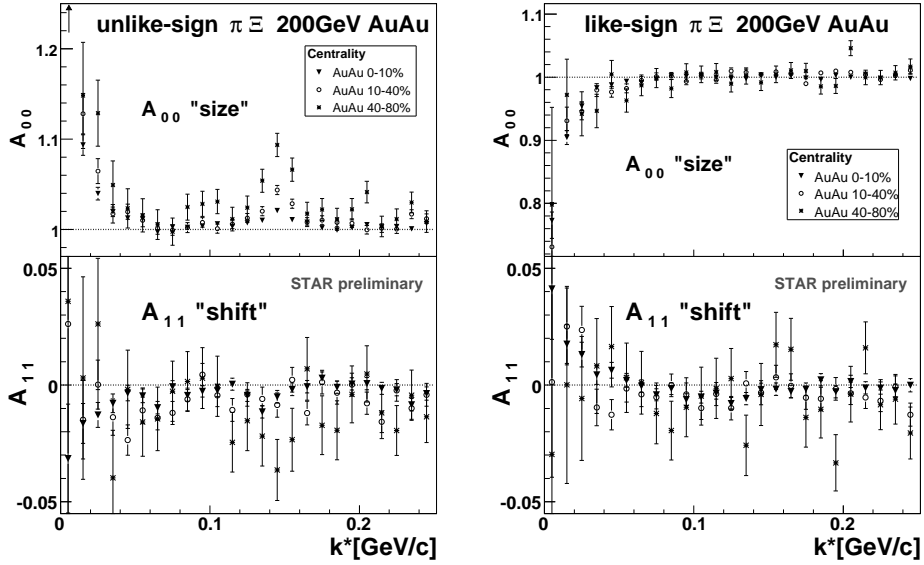 unlike-sign π Ξ 200GeV AuAu
Centrality
AuAu 0-10%
AuAu 10-40%
AuAu 40-80%
A00 "size"
A00
1.2
1.1
1
STAR preliminary
A11 "shift"
A11
0.05
0
-0.05
0
0.1
0.2
k*[GeV/c]
like-sign π Ξ 200GeV AuAu
A00 "size"
Centrality
AuAu 0-10%
AuAu 10-40%
AuAu 40-80%
A00
1.1
1
0.9
0.8
STAR preliminary
A11 "shift"
A11
0.05
0
-0.05
0
0.1
0.2
k*[GeV/c]